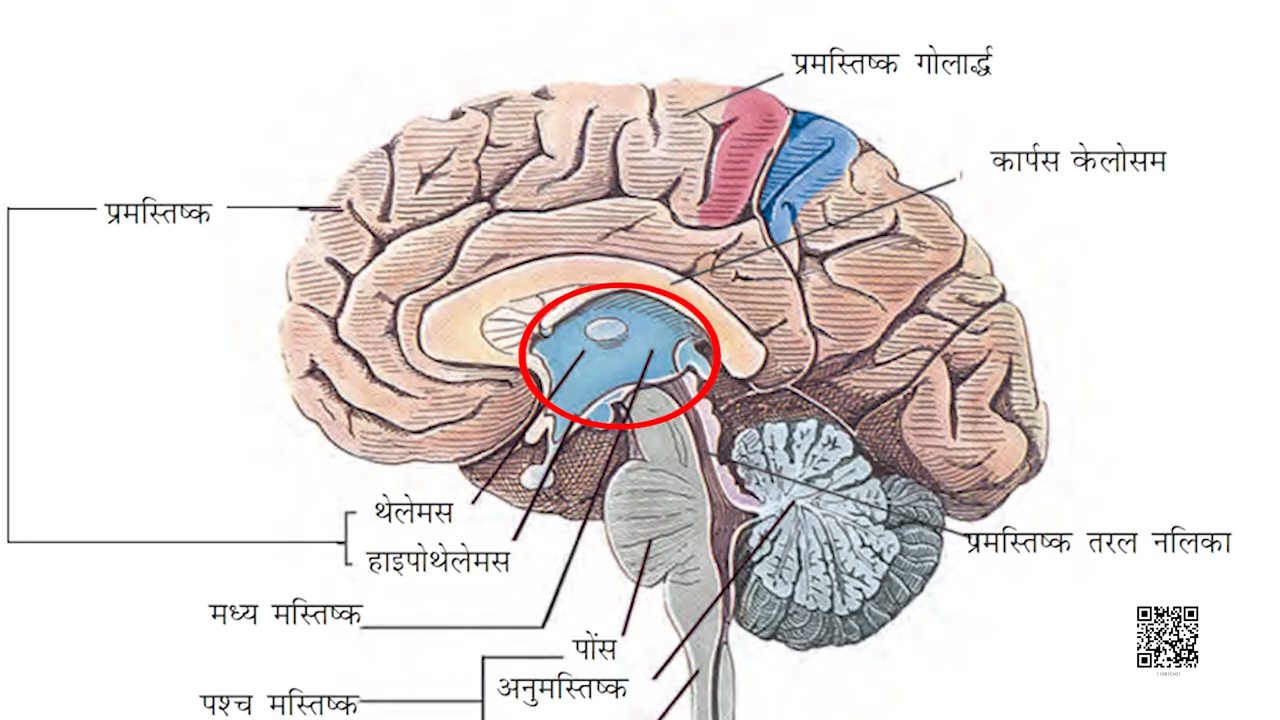 प्रमस्तिष्क गोलार्द्ध
कार्पस केलोसम
प्रमस्तिष्क
थेलेमस
हाइपोथेलेमस
प्रमस्तिष्क तरल नलिका
मध्य मस्तिष्क
पोंस
अनुमस्तिष्क
पश्च मस्तिष्क